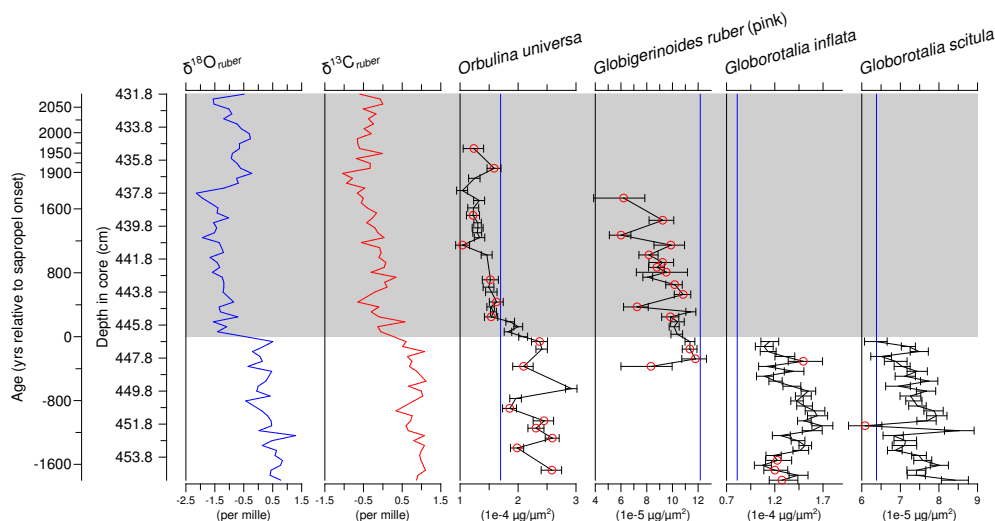 δ18Oruber
δ13Cruber
Orbulina universa
Globigerinoides ruber (pink)
Globorotalia inflata
Globorotalia scitula
Age (yrs relative to sapropel onset)
2050
2000
1950
1900
1600
800
0
-800
-1600
Depth in core (cm)
431.8
433.8
435.8
437.8
439.8
441.8
443.8
445.8
447.8
449.8
451.8
453.8
-2.5 -1.5 -0.5 0.5 1.5
-1.5 -0.5 0.5 1.5
1 2 3
4 6 8 10 12
0.7 1.2 1.7
6 7 8 9
(per mille)
(per mille)
(1e-4 μg/μm²)
(1e-5 μg/μm²)
(1e-4 μg/μm²)
(1e-5 μg/μm²)